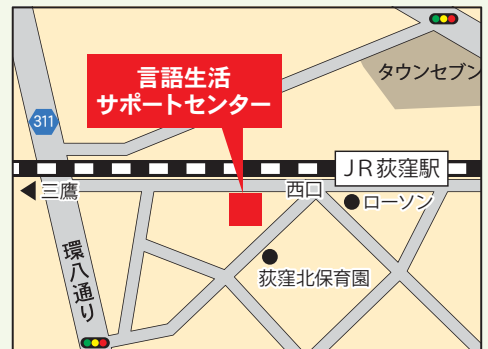 タウンセブン
言語生活
サポートセンター
311
JR荻窪駅
三鷹
西口
ローソン
環八通り
荻窪北保育園